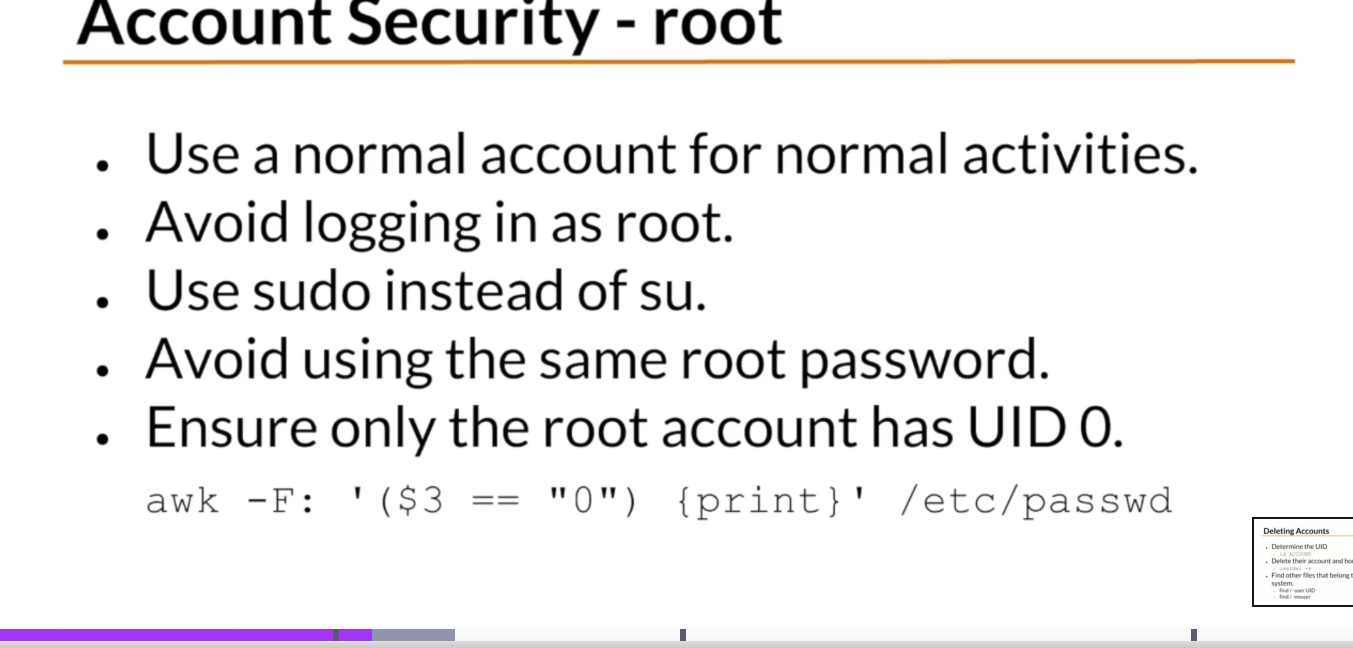 Account Security - root
• Use a normal account for normal activities.
• Avoid logging in as root.
• Use sudo instead of su.
• Avoid using the same root password.
• Ensure only the root account has UID 0.
awk -F: '($3 == "0") {print}' /etc/passwd
Deleting Accounts
• Determine the UID
- id ACCOUNT
• Delete their account and ho
- userdel -r
• Find other files that belong t
system.
- find / -user UID
- find / -nouser